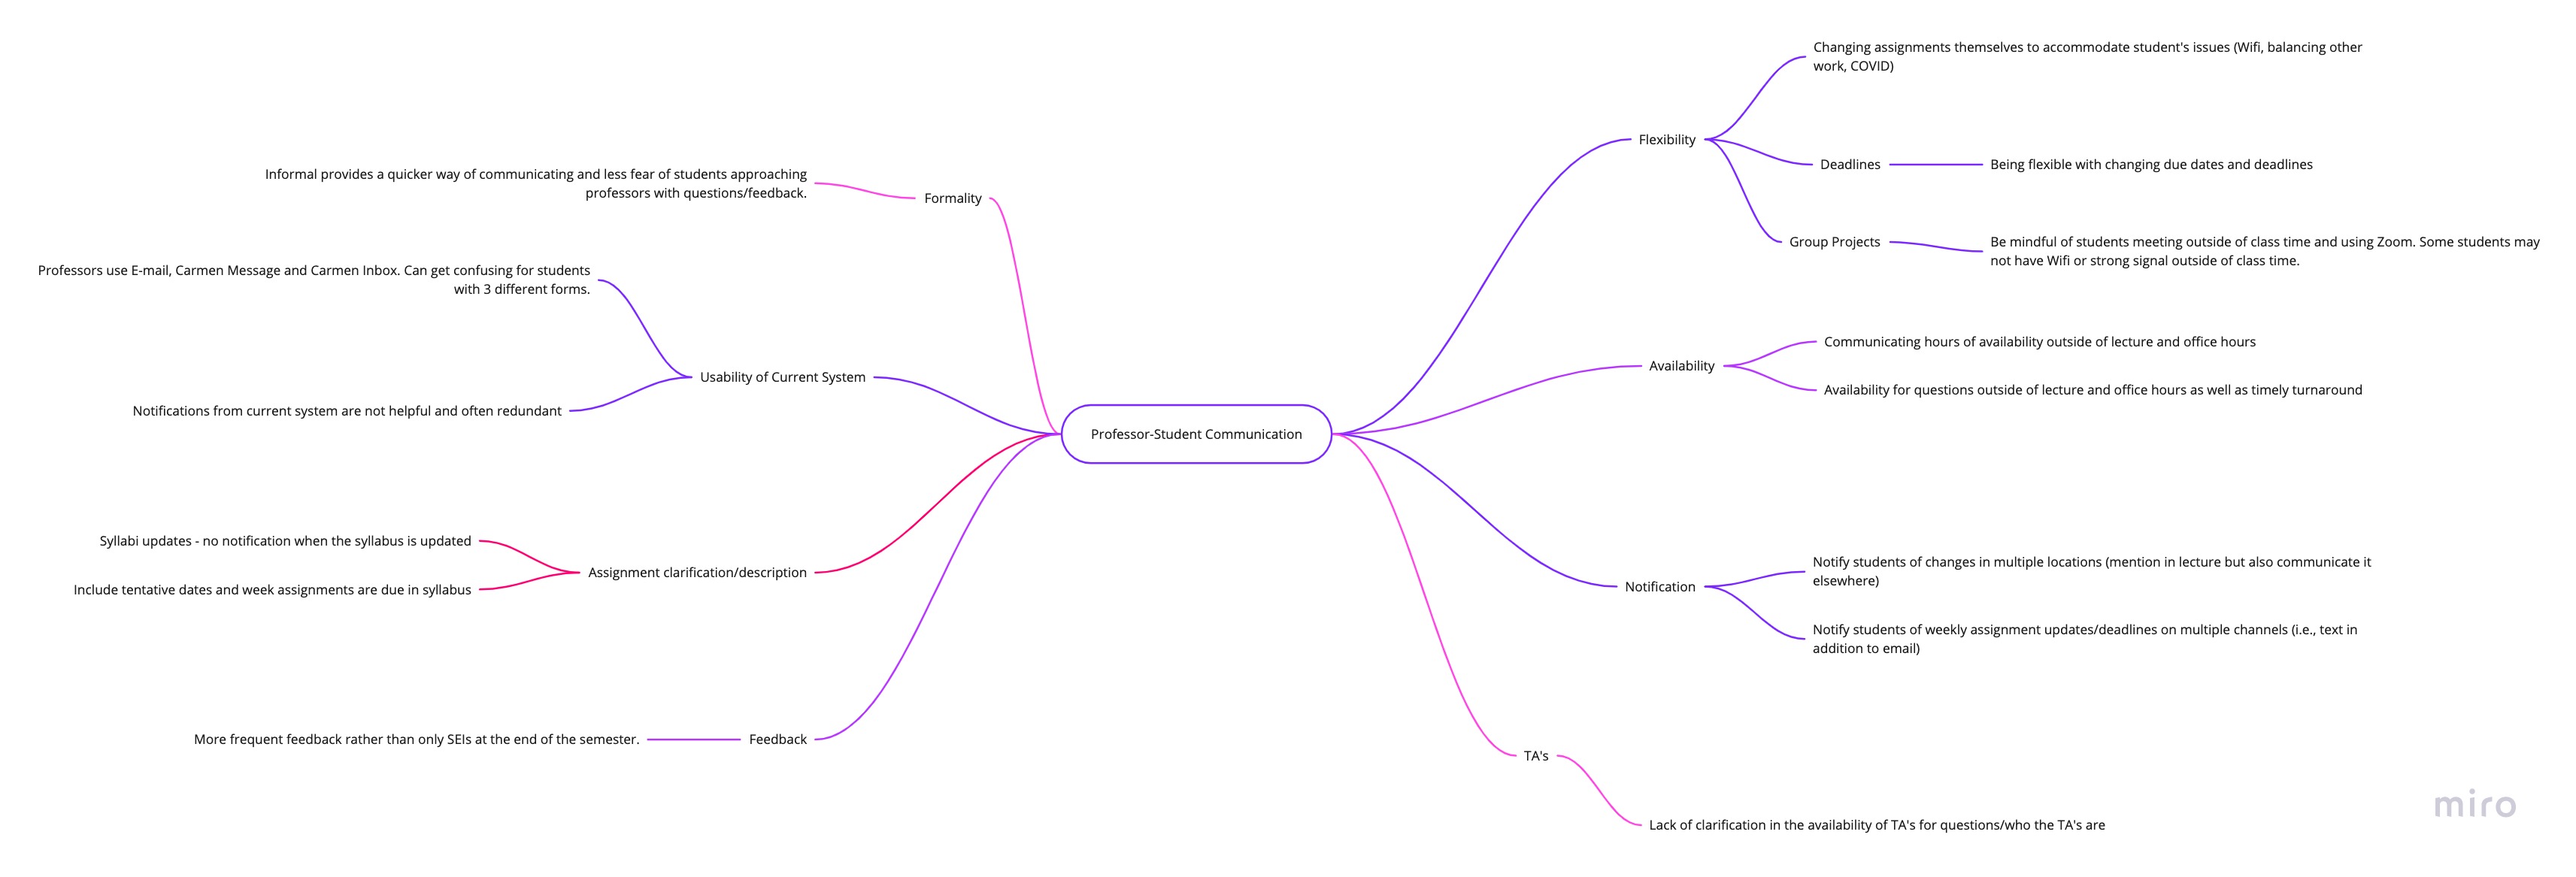 Professor-Student Communication
Formality
Informal provides a quicker way of communicating and less fear of students approaching
professors with questions/feedback.
Usability of Current System
Professors use E-mail, Carmen Message and Carmen Inbox. Can get confusing for students
with 3 different forms.
Notifications from current system are not helpful and often redundant
Assignment clarification/description
Syllabi updates - no notification when the syllabus is updated
Include tentative dates and week assignments are due in syllabus
Feedback
More frequent feedback rather than only SEIs at the end of the semester.
Flexibility
Changing assignments themselves to accommodate student's issues (Wifi, balancing other
work, COVID)
Deadlines
Being flexible with changing due dates and deadlines
Group Projects
Be mindful of students meeting outside of class time and using Zoom. Some students may
not have Wifi or strong signal outside of class time.
Availability
Communicating hours of availability outside of lecture and office hours
Availability for questions outside of lecture and office hours as well as timely turnaround
Notification
Notify students of changes in multiple locations (mention in lecture but also communicate it
elsewhere)
Notify students of weekly assignment updates/deadlines on multiple channels (i.e., text in
addition to email)
TA's
Lack of clarification in the availability of TA's for questions/who the TA's are
miro